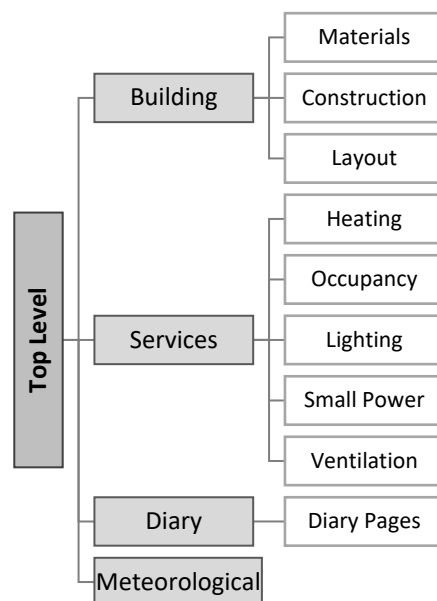 Top Level
Building
Materials
Construction
Layout
Services
Heating
Occupancy
Lighting
Small Power
Ventilation
Diary
Diary Pages
Meteorological